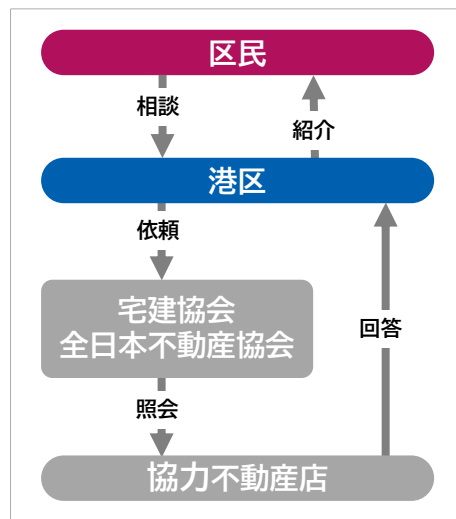 区民
相談
紹介
港区
依頼
宅建協会
全日本不動産協会
回答
照会
協力不動産店